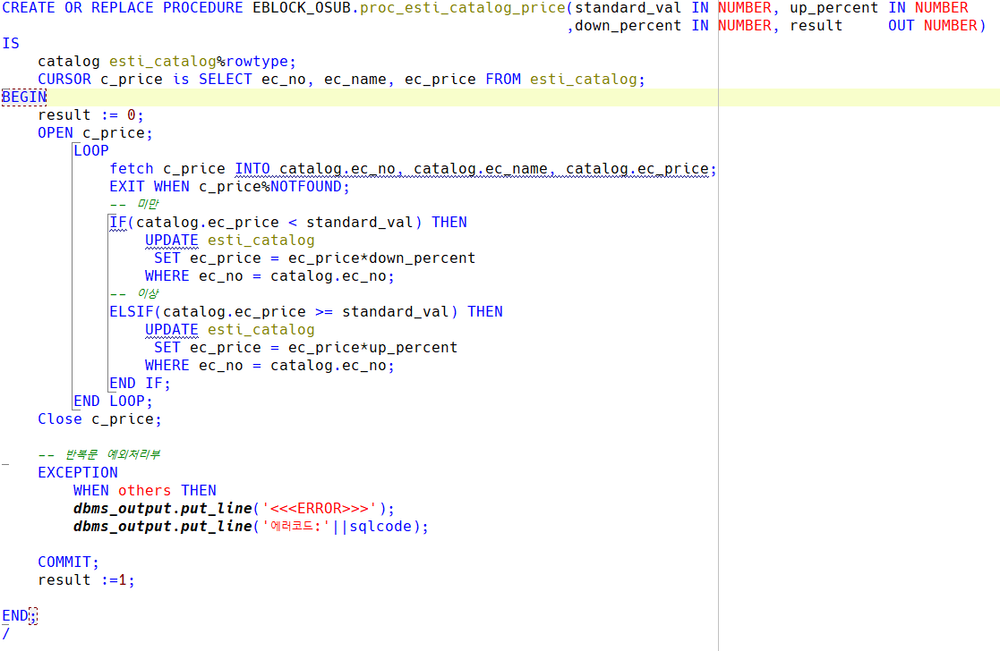 CREATE OR REPLACE PROCEDURE EBLOCK_OSUB.proc_esti_catalog_price(standard_val IN NUMBER, up_percent IN NUMBER
,down_percent IN NUMBER, result     OUT NUMBER)
IS
    catalog esti_catalog%rowtype;
    CURSOR c_price is SELECT ec_no, ec_name, ec_price FROM esti_catalog;
BEGIN
    result := 0;
    OPEN c_price;
        LOOP
            fetch c_price INTO catalog.ec_no, catalog.ec_name, catalog.ec_price;
            EXIT WHEN c_price%NOTFOUND;
            -- 미만
            IF(catalog.ec_price < standard_val) THEN
                UPDATE esti_catalog
                 SET ec_price = ec_price*down_percent
                WHERE ec_no = catalog.ec_no;
            -- 이상
            ELSIF(catalog.ec_price >= standard_val) THEN
                UPDATE esti_catalog
                 SET ec_price = ec_price*up_percent
                WHERE ec_no = catalog.ec_no;
            END IF;
        END LOOP;
    Close c_price;
    -- 반복문 예외처리부
    EXCEPTION
        WHEN others THEN
        dbms_output.put_line('<<<ERROR>>>');
        dbms_output.put_line('에러코드:'||sqlcode);
    COMMIT;
    result :=1;
END;
/